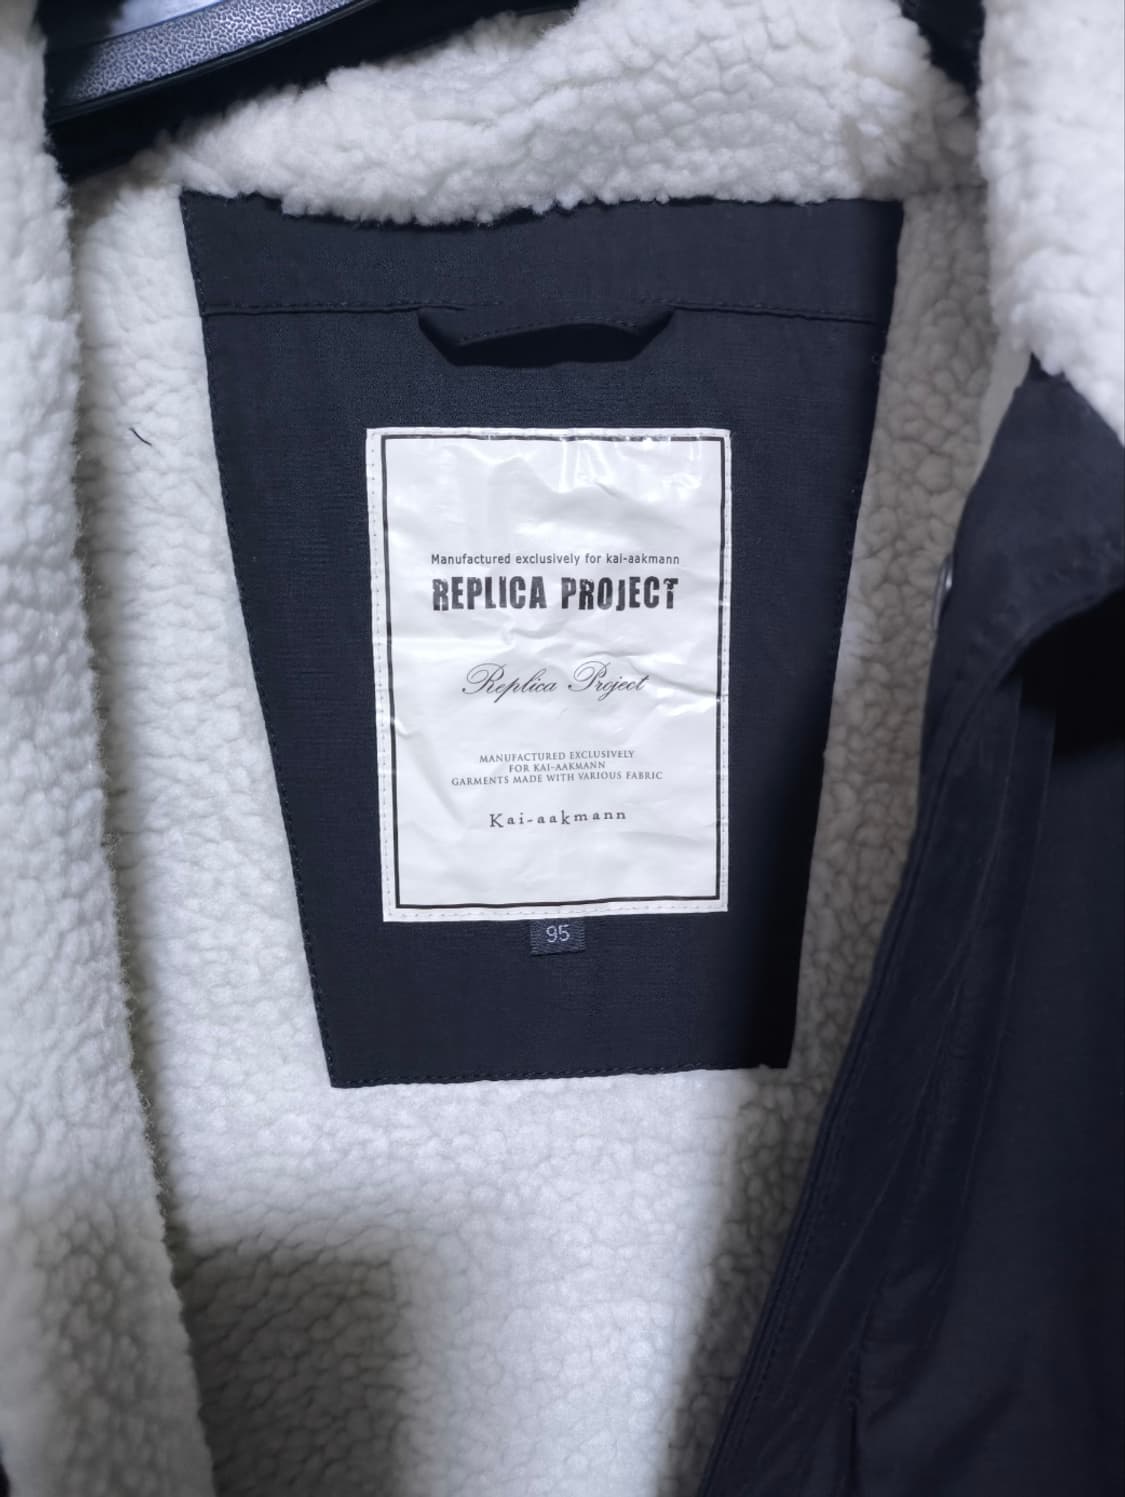 Manufactured exclusively for kai-aakmann
REPLICA PROJECT
Replica Project
MANUFACTURED EXCLUSIVELY
FOR KAI-AAKMANN
GARMENTS MADE WITH VARIOUS FABRIC
Kai-aakmann
95